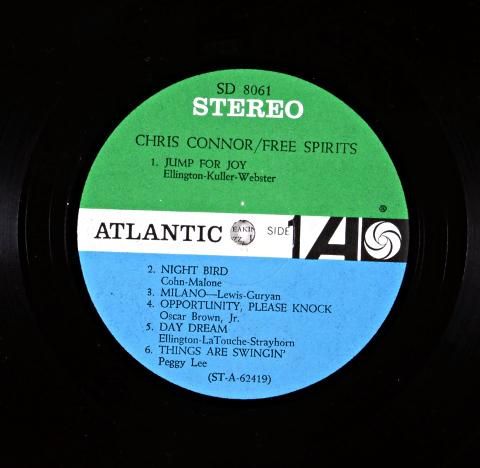 SD 8061
STEREO
CHRIS CONNOR/FREE SPIRITS
1. JUMP FOR JOY
Ellington-Kuller-Webster
®
ATLANTIC SIDE 1 A
2. NIGHT BIRD
Cohn-Malone
3. MILANO—Lewis-Guryan
4. OPPORTUNITY, PLEASE KNOCK
Oscar Brown, Jr.
5. DAY DREAM
Ellington-LaTouche-Strayhorn
6. THINGS ARE SWINGIN'
Peggy Lee
(ST-A-62419)